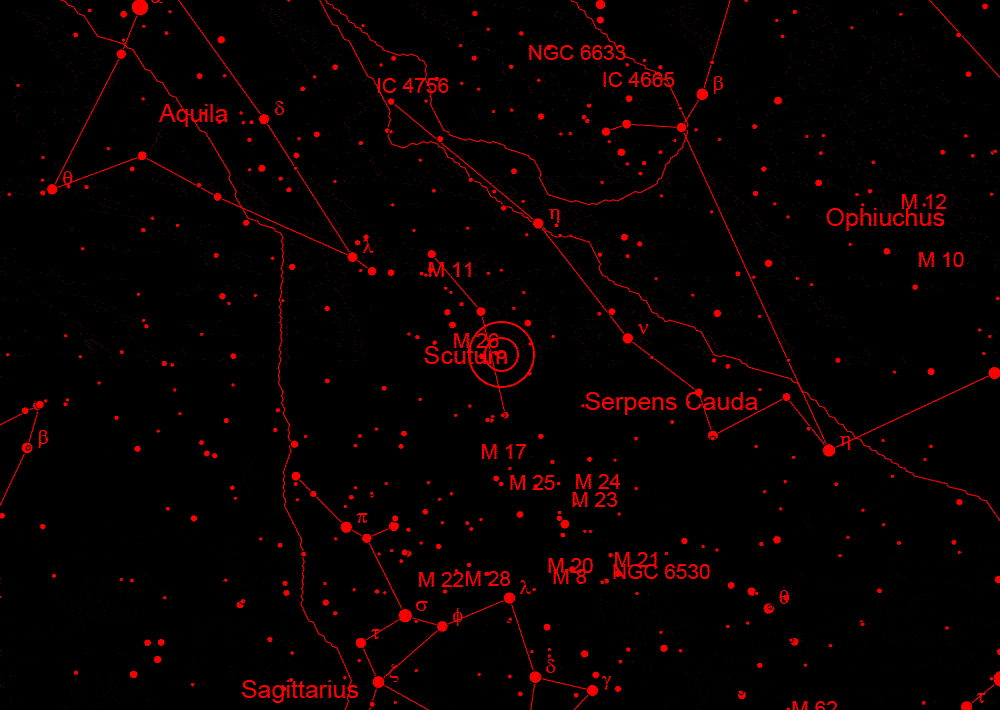 α
NGC 6633
IC 4665
IC 4756
β
Aquila
δ
θ
M 12
η
Ophiuchus
λ
M 10
M 11
ν
M 26
Scutum
Serpens Cauda
β
η
M 17
M 25
M 24
M 23
π
M 21
M 20
NGC 6530
M 8
M 22
M 28
λ
θ
σ
φ
τ
δ
ζ
γ
Sagittarius
τ
M 62